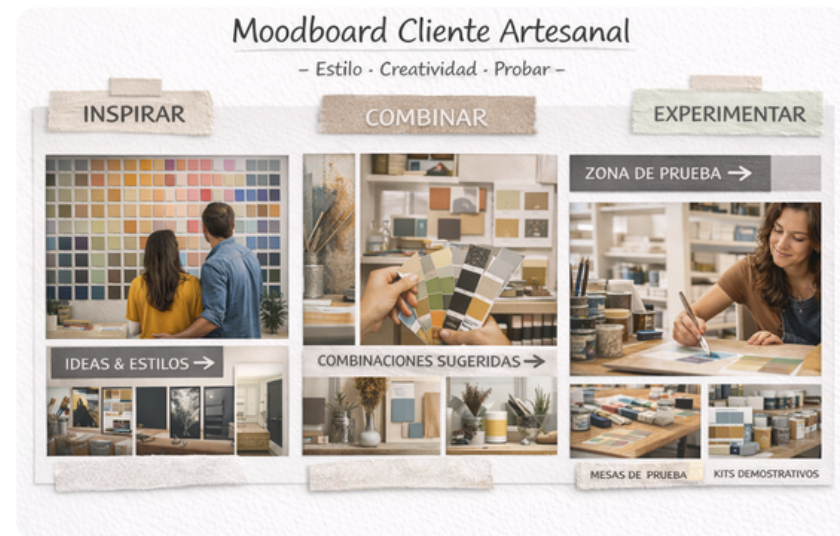 Moodboard Cliente Artesanal
– Estilo · Creatividad · Probar –
INSPIRAR
COMBINAR
EXPERIMENTAR
ZONA DE PRUEBA →
IDEAS & ESTILOS →
COMBINACIONES SUGERIDAS →
MESAS DE PRUEBA
KITS DEMOSTRATIVOS